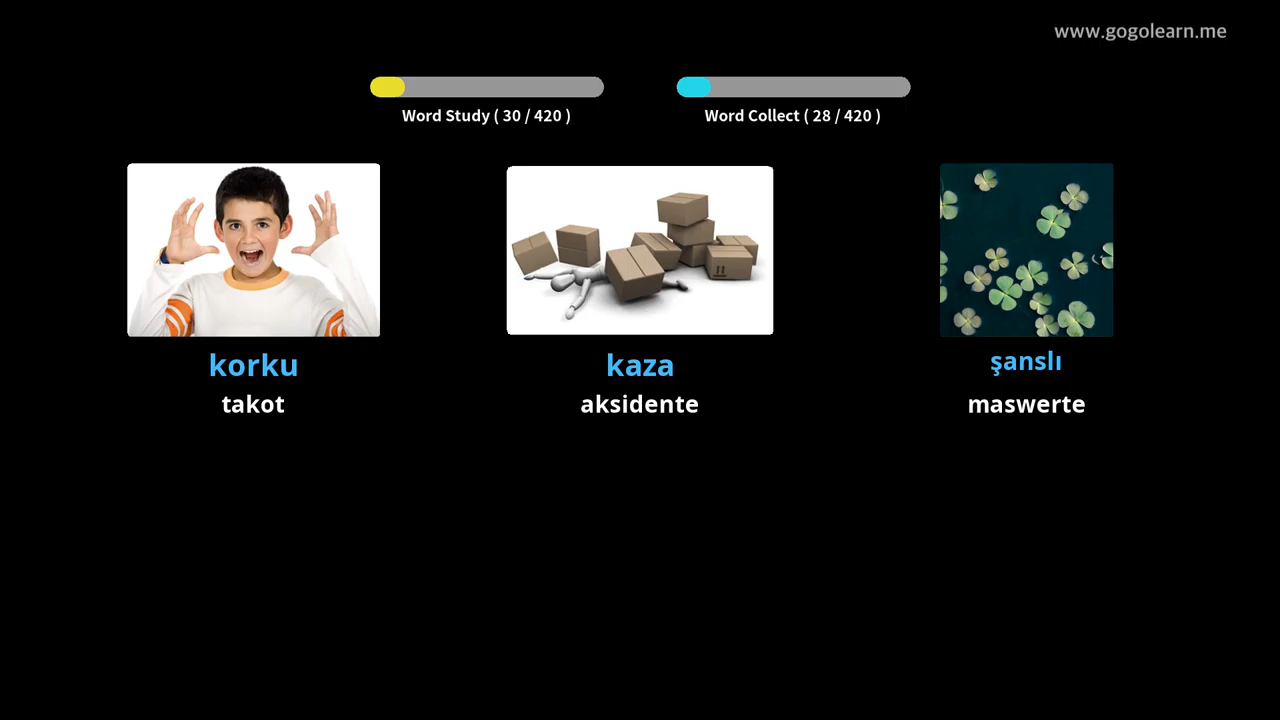 www.gogolearn.me
Word Study ( 30 / 420 )
Word Collect ( 28 / 420 )
korku
takot
kaza
aksidente
şanslı
maswerte